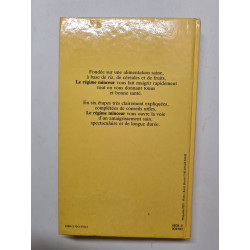 Fondée sur une alimentation saine,
à base de riz, de céréales et de fruits,
Le régime minceur vous fait maigrir rapidement
tout en vous donnant tonus
et bonne santé.
En six étapes très clairement expliquées,
complétées de conseils utiles,
Le régime minceur vous ouvre la voie
d'un amaigrissement sain,
spectaculaire et de longue durée.